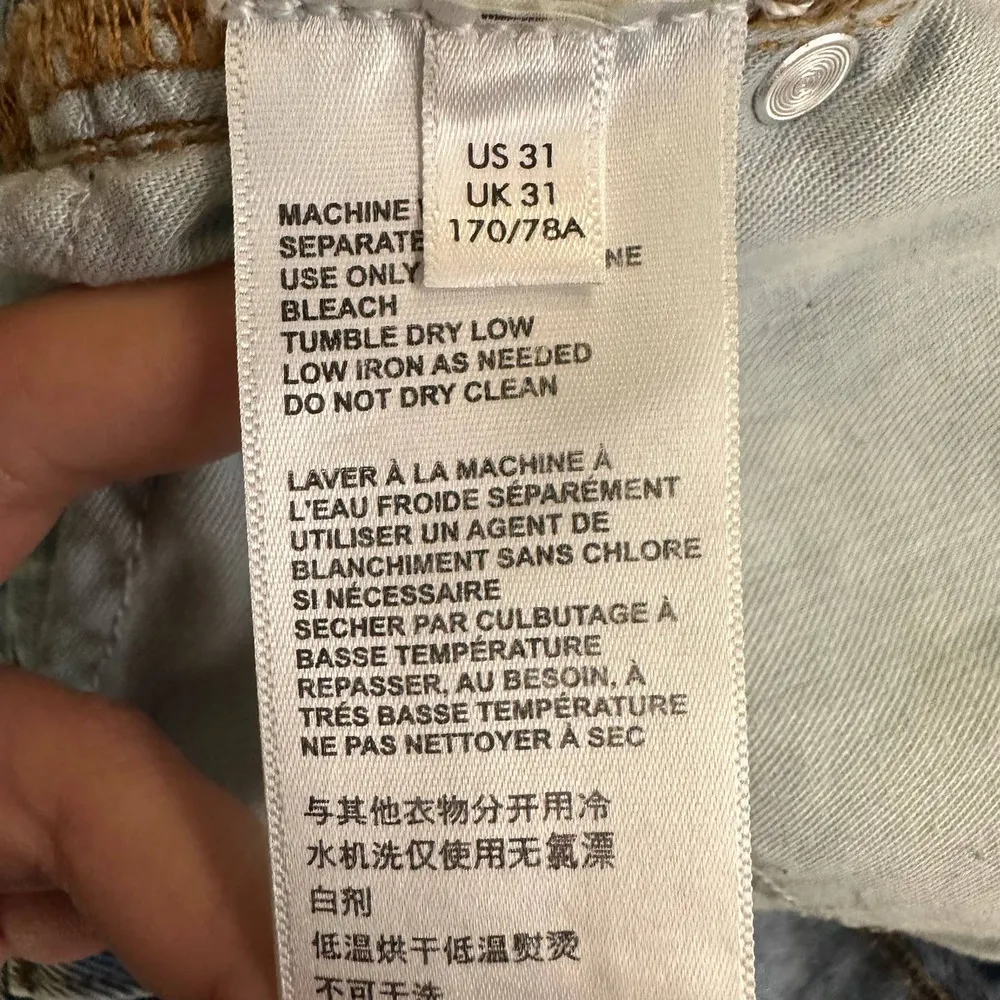 US 31
UK 31
170/78A
MACHINE
SEPARATE
USE ONLY NE
BLEACH
TUMBLE DRY LOW
LOW IRON AS NEEDED
DO NOT DRY CLEAN
LAVER À LA MACHINE À
L'EAU FROIDE SÉPARÉMENT
UTILISER UN AGENT DE
BLANCHIMENT SANS CHLORE
SI NÉCESSAIRE
SECHER PAR CULBUTAGE À
BASSE TEMPÉRATURE
REPASSER, AU BESOIN, À
TRÉS BASSE TEMPÉRATURE
NE PAS NETTOYER À SEC
与其他衣物分开用冷
水机洗仅使用无氯漂
白剂
低温烘干低温熨烫
不可干洗